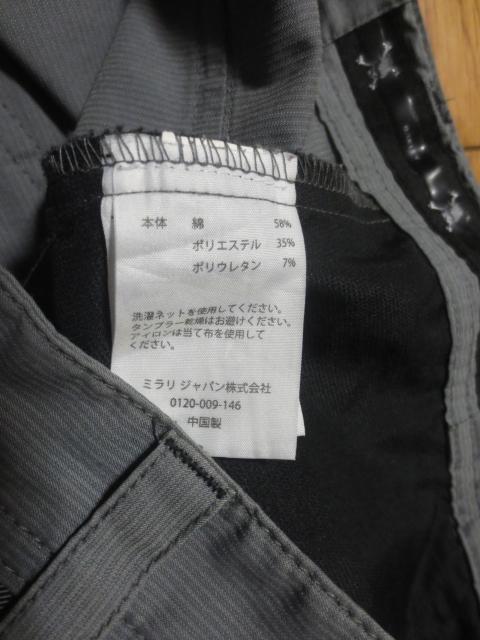 本体 綿 58%
ポリエステル 35%
ポリウレタン 7%
洗濯ネットを使用してください。
タンブラー乾燥はお避けください。
アイロンは当て布を使用して
ください。
ミラリ ジャパン株式会社
0120-009-146
中国製